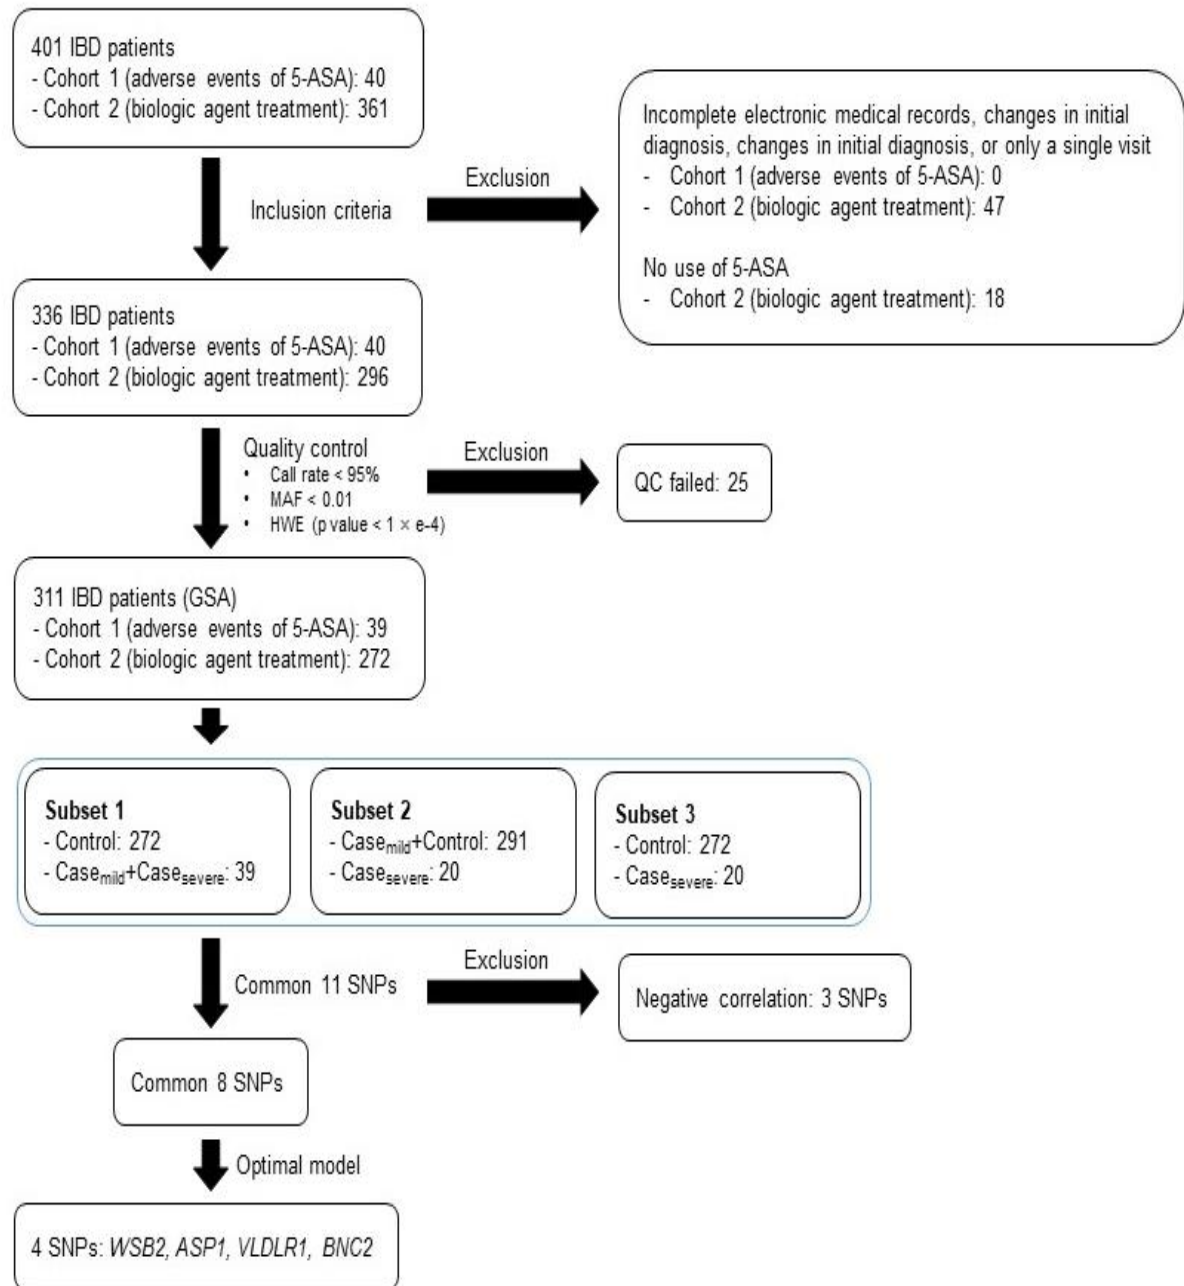 401 IBD patients
- Cohort 1 (adverse events of 5-ASA): 40
- Cohort 2 (biologic agent treatment): 361
Inclusion criteria
Exclusion
Incomplete electronic medical records, changes in initial
diagnosis, changes in initial diagnosis, or only a single visit
- Cohort 1 (adverse events of 5-ASA): 0
- Cohort 2 (biologic agent treatment): 47
No use of 5-ASA
- Cohort 2 (biologic agent treatment): 18
336 IBD patients
- Cohort 1 (adverse events of 5-ASA): 40
- Cohort 2 (biologic agent treatment): 296
Quality control
• Call rate < 95%
• MAF < 0.01
• HWE (p value < 1 × e-4)
Exclusion
QC failed: 25
311 IBD patients (GSA)
- Cohort 1 (adverse events of 5-ASA): 39
- Cohort 2 (biologic agent treatment): 272
Subset 1
- Control: 272
- Casemild+Casesevere: 39
Subset 2
- Casemild+Control: 291
- Casesevere: 20
Subset 3
- Control: 272
- Casesevere: 20
Common 11 SNPs
Exclusion
Negative correlation: 3 SNPs
Common 8 SNPs
Optimal model
4 SNPs: WSB2, ASP1, VLDLR1, BNC2